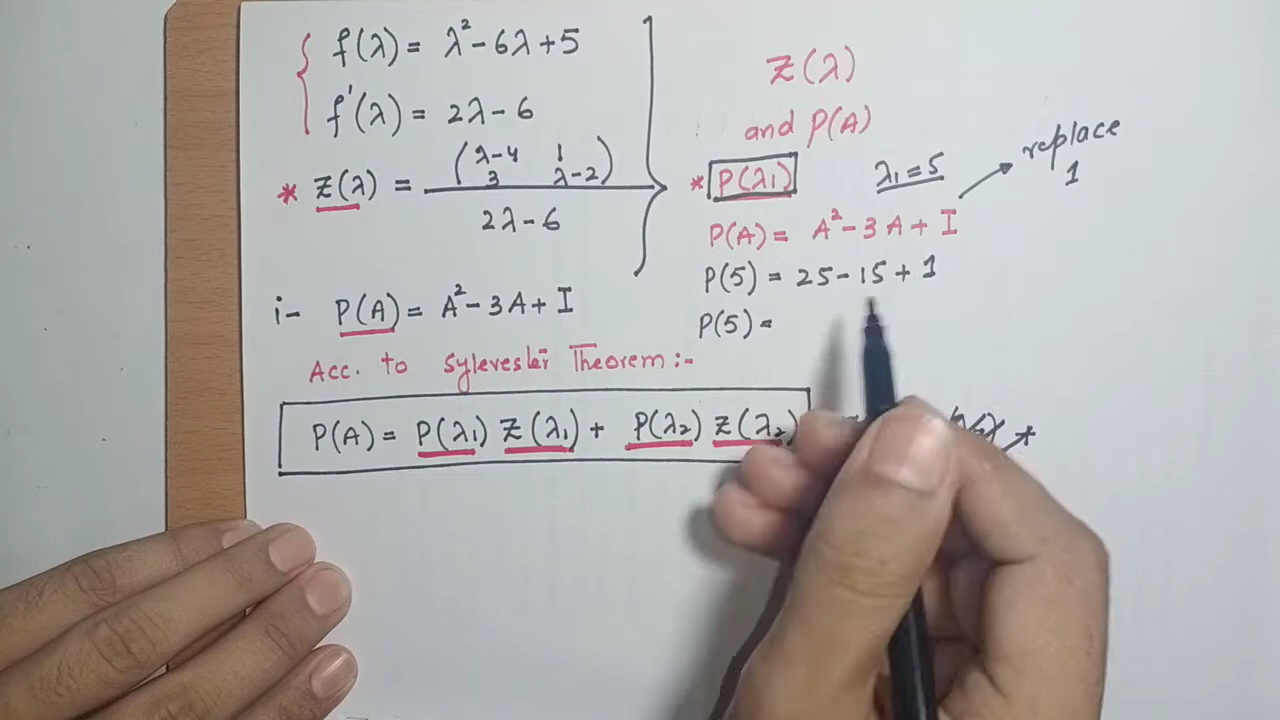 f(λ) = λ² - 6λ + 5
f'(λ) = 2λ - 6
* Z(λ) = (λ-4 1
3 λ-2)
2λ - 6
i- P(A) = A² - 3A + I
Acc. to Sylevester Theorem:-
P(A) = P(λ₁) Z(λ₁) + P(λ₂) Z(λ₂)
Z(λ)
and P(A)
* P(λ₁) λ₁ = 5
replace
1
P(A) = A² - 3A + I
P(5) = 25 - 15 + 1
P(5) =